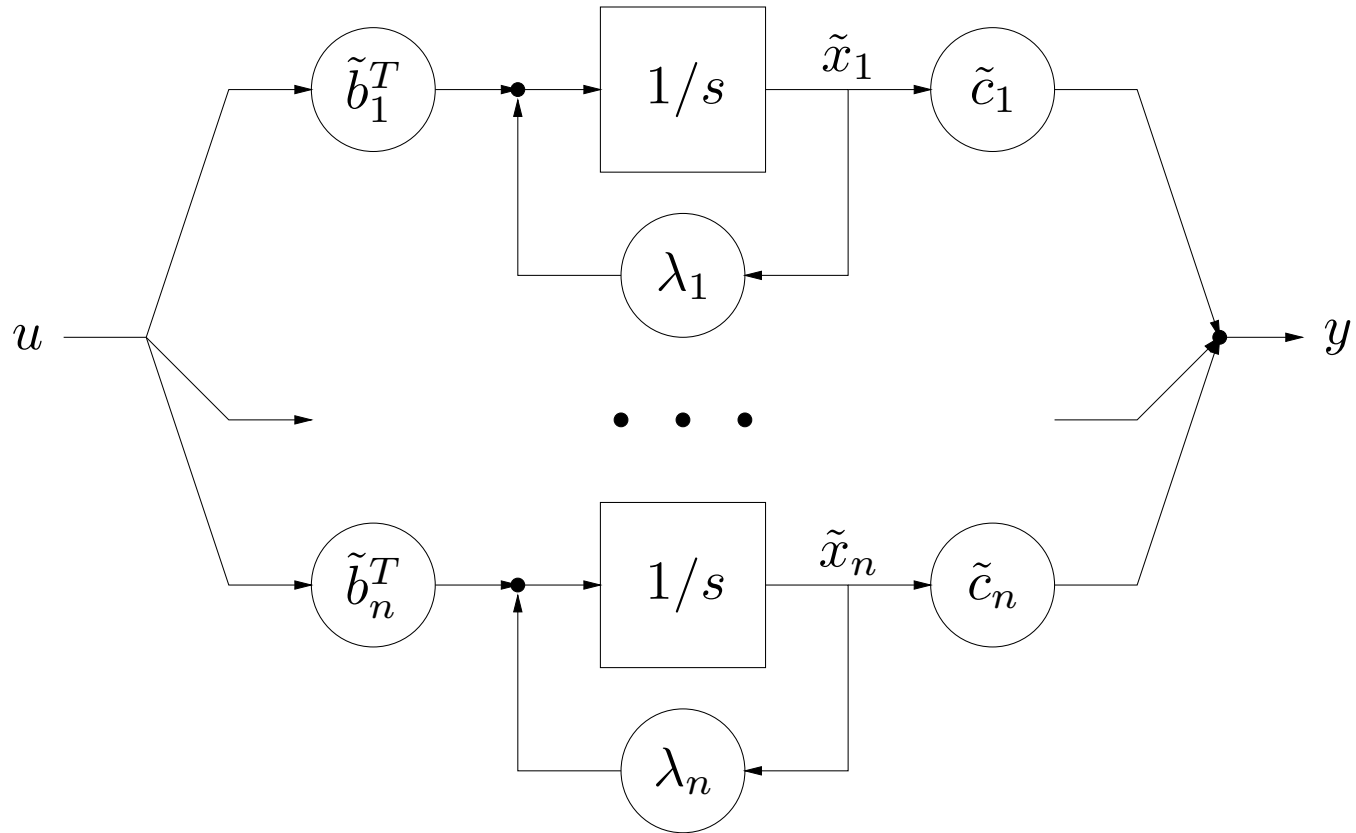 b̃₁ᵀ 1/s x̃₁ c̃₁
λ₁
u y
• • •
b̃ₙᵀ 1/s x̃ₙ c̃ₙ
λₙ